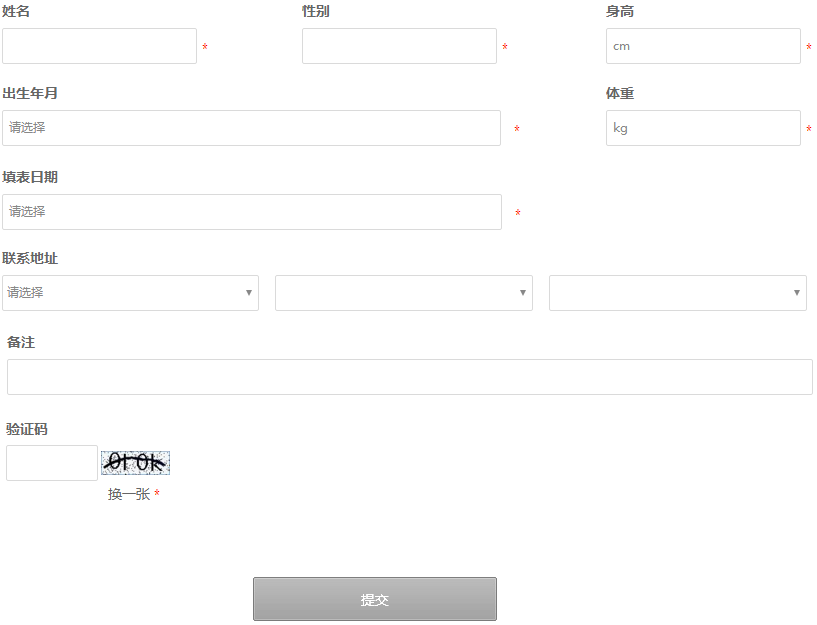 姓名 性别 身高
* * cm *
出生年月 体重
请选择 * kg *
填表日期
请选择 *
联系地址
请选择
备注
验证码
换一张 *
提交